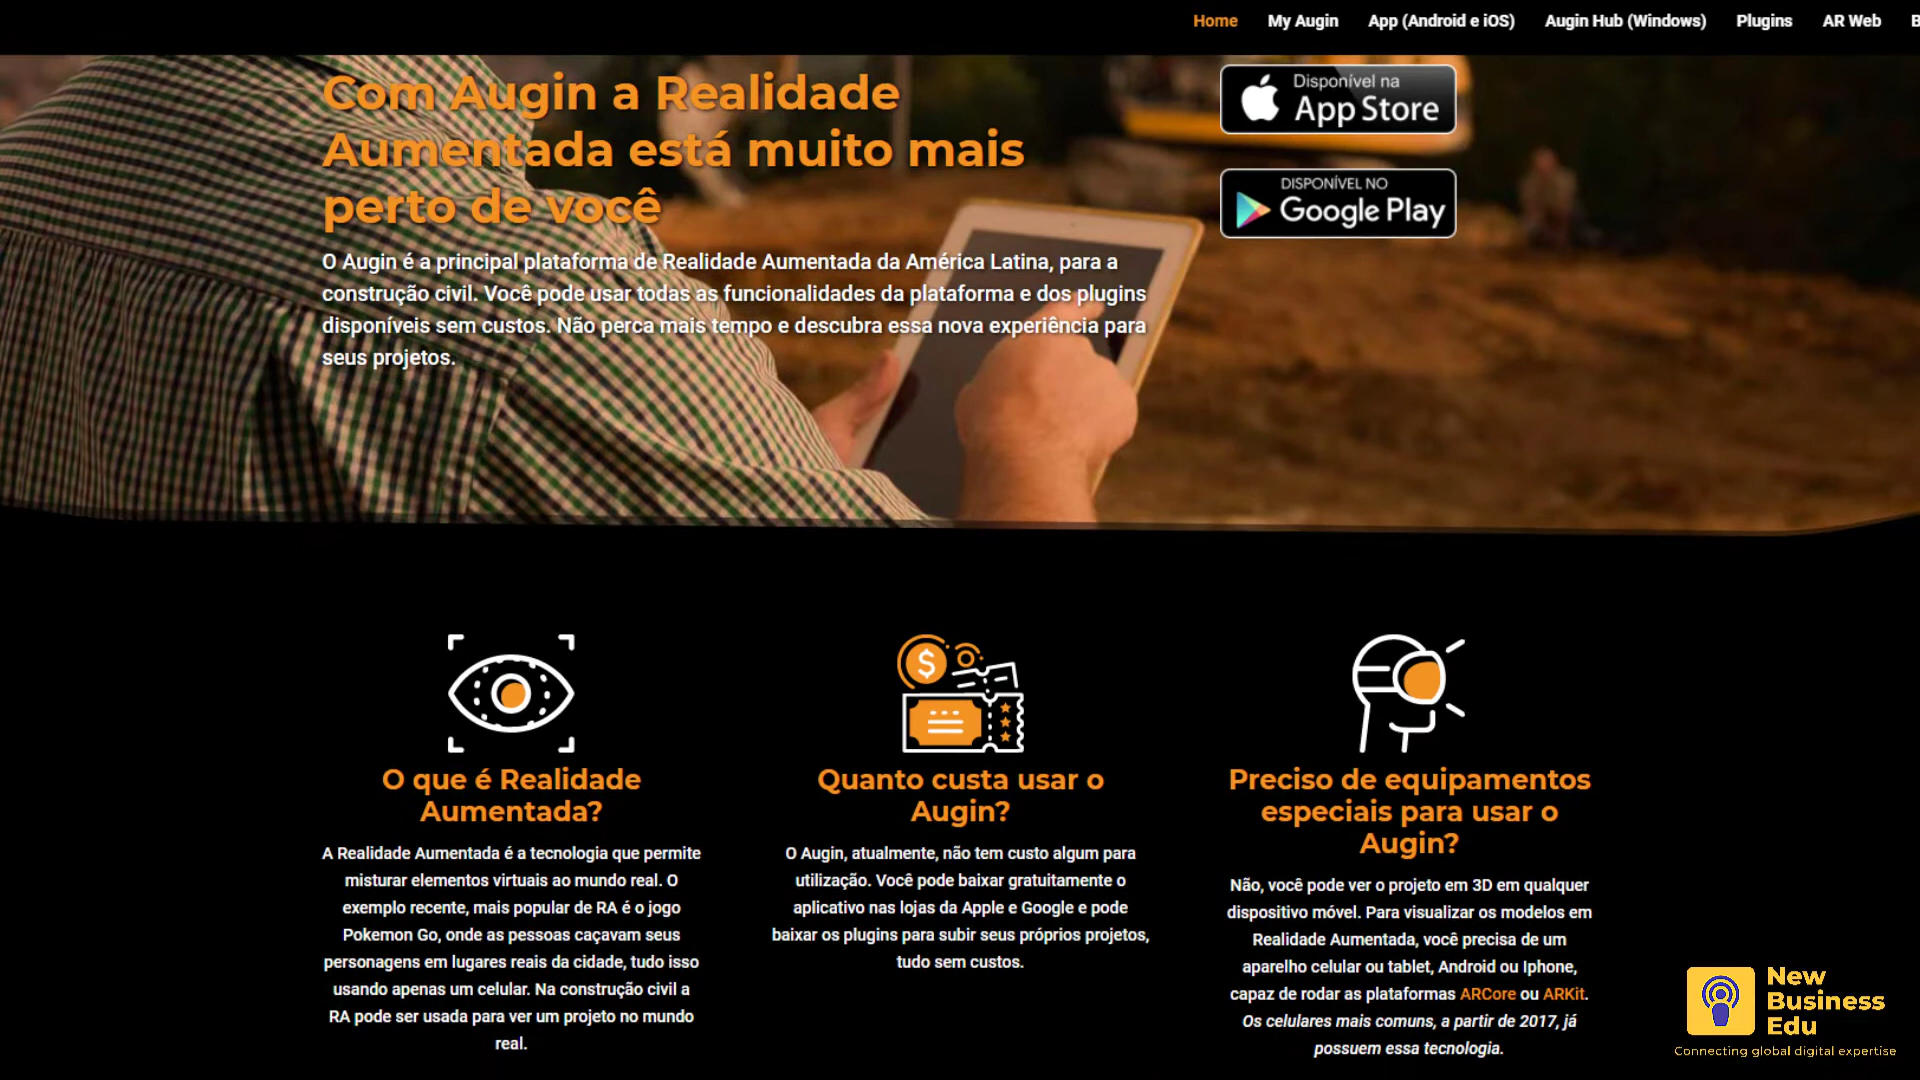 Home My Augin App (Android e iOS) Augin Hub (Windows) Plugins AR Web
Com Augin a Realidade
Aumentada está muito mais
perto de você
O Augin é a principal plataforma de Realidade Aumentada da América Latina, para a
construção civil. Você pode usar todas as funcionalidades da plataforma e dos plugins
disponíveis sem custos. Não perca mais tempo e descubra essa nova experiência para
seus projetos.
Disponível na
App Store
DISPONÍVEL NO
Google Play
O que é Realidade
Aumentada?
A Realidade Aumentada é a tecnologia que permite
misturar elementos virtuais ao mundo real. O
exemplo recente, mais popular de RA é o jogo
Pokemon Go, onde as pessoas caçavam seus
personagens em lugares reais da cidade, tudo isso
usando apenas um celular. Na construção civil a
RA pode ser usada para ver um projeto no mundo
real.
Quanto custa usar o
Augin?
O Augin, atualmente, não tem custo algum para
utilização. Você pode baixar gratuitamente o
aplicativo nas lojas da Apple e Google e pode
baixar os plugins para subir seus próprios projetos,
tudo sem custos.
Preciso de equipamentos
especiais para usar o
Augin?
Não, você pode ver o projeto em 3D em qualquer
dispositivo móvel. Para visualizar os modelos em
Realidade Aumentada, você precisa de um
aparelho celular ou tablet, Android ou Iphone,
capaz de rodar as plataformas ARCore ou ARKit.
Os celulares mais comuns, a partir de 2017, já
possuem essa tecnologia.
New
Business
Edu
Connecting global digital expertise